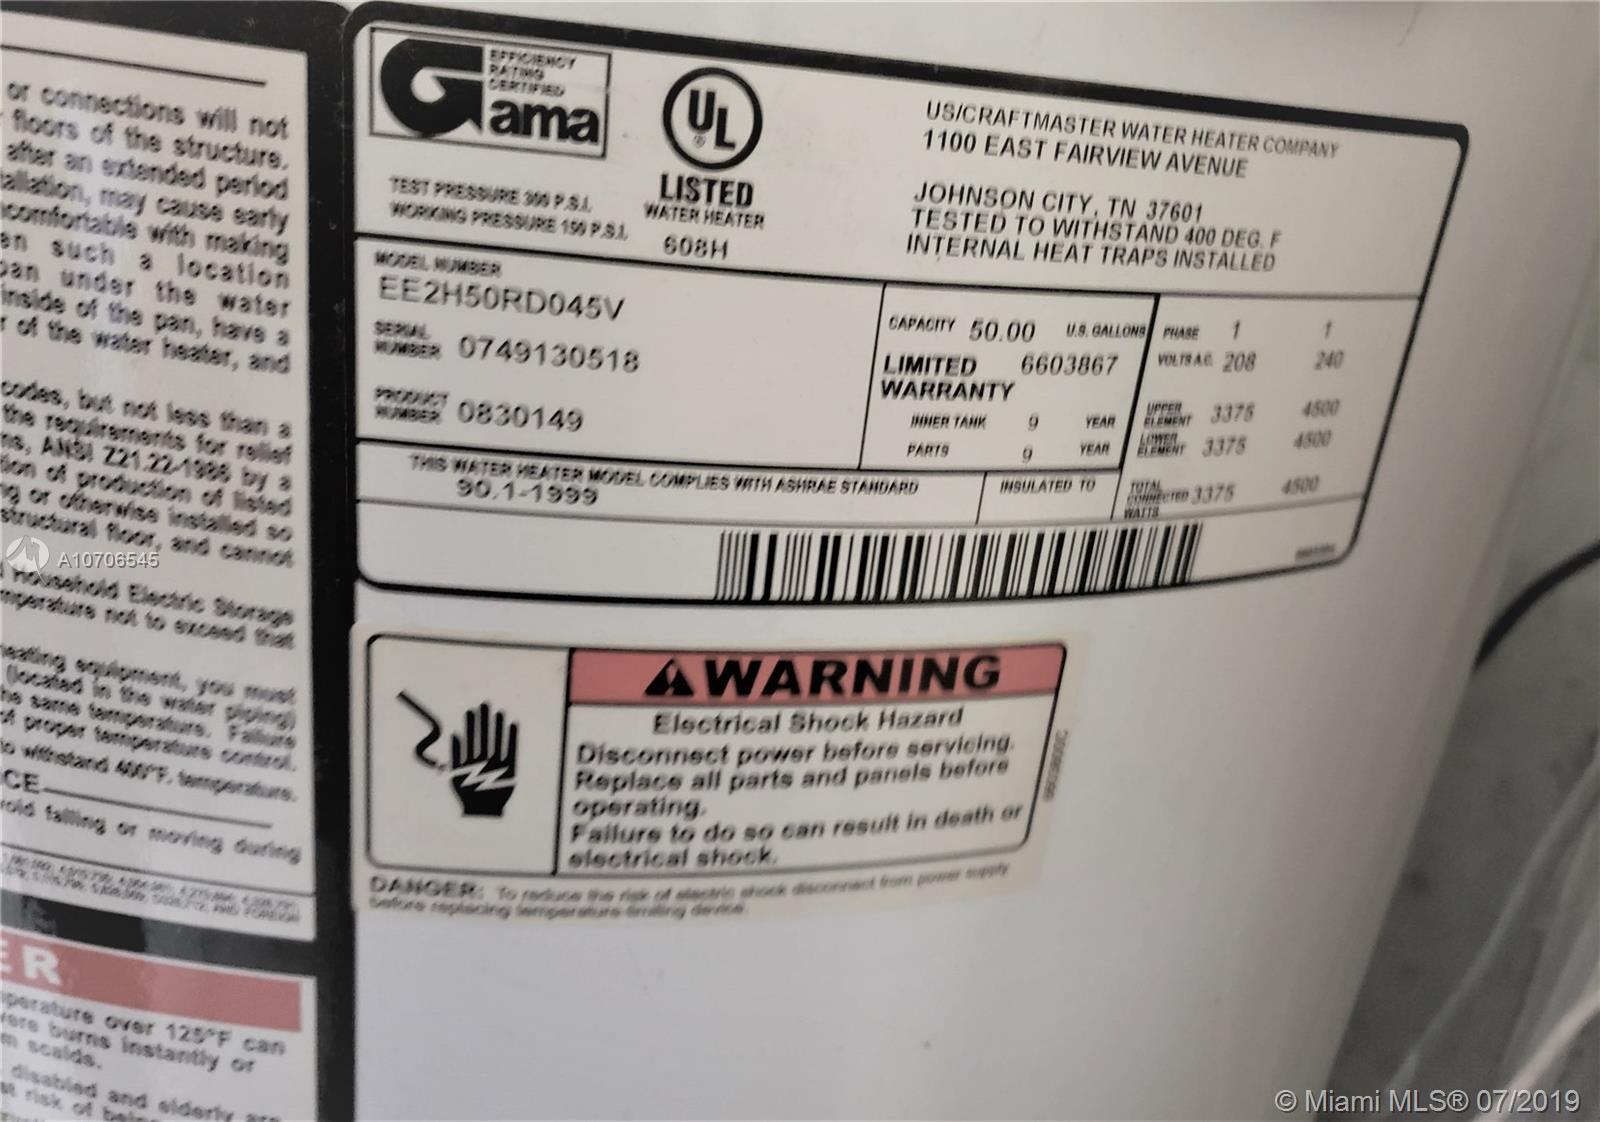 or connections will not
floors of the structure.
after an extended period
may cause early
with making
such a location
pan under the water
inside of the pan, have a
of the water heater, and
codes, but not less than a
the requirements for relief
ANSI Z21.22-1986 by a
of production of listed
or otherwise installed so
structural floor, and cannot
Household Electric Storage
not to exceed that
heating equipment, you must
(located in the water piping)
the same temperature. Failure
of proper temperature control.
to withstand 400°F. temperature.
falling or moving during
ER
over 125°F can
burns instantly or
scalds.
disabled and elderly are
risk of
A10706545
EFFICIENCY
RATING
CERTIFIED
Gama
TEST PRESSURE 300 P.S.I.
WORKING PRESSURE 150 P.S.I.
UL
®
LISTED
WATER HEATER
608H
US/CRAFTMASTER WATER HEATER COMPANY
1100 EAST FAIRVIEW AVENUE
JOHNSON CITY, TN 37601
TESTED TO WITHSTAND 400 DEG. F
INTERNAL HEAT TRAPS INSTALLED
MODEL NUMBER
EE2H50RD045V
SERIAL
NUMBER 0749130518
PRODUCT
NUMBER 0830149
CAPACITY 50.00 U.S. GALLONS
LIMITED 6603867
WARRANTY
INNER TANK 9 YEAR
PARTS 9 YEAR
PHASE 1 1
VOLTS A.C. 208 240
UPPER
ELEMENT 3375 4500
LOWER
ELEMENT 3375 4500
TOTAL
CONNECTED 3375 4500
WATTS
THIS WATER HEATER MODEL COMPLIES WITH ASHRAE STANDARD
90.1-1999
INSULATED TO
WARNING
Electrical Shock Hazard
Disconnect power before servicing.
Replace all parts and panels before
operating.
Failure to do so can result in death or
electrical shock.
DANGER: To reduce the risk of electric shock disconnect from power supply
before replacing temperature-limiting device.
© Miami MLS® 07/2019